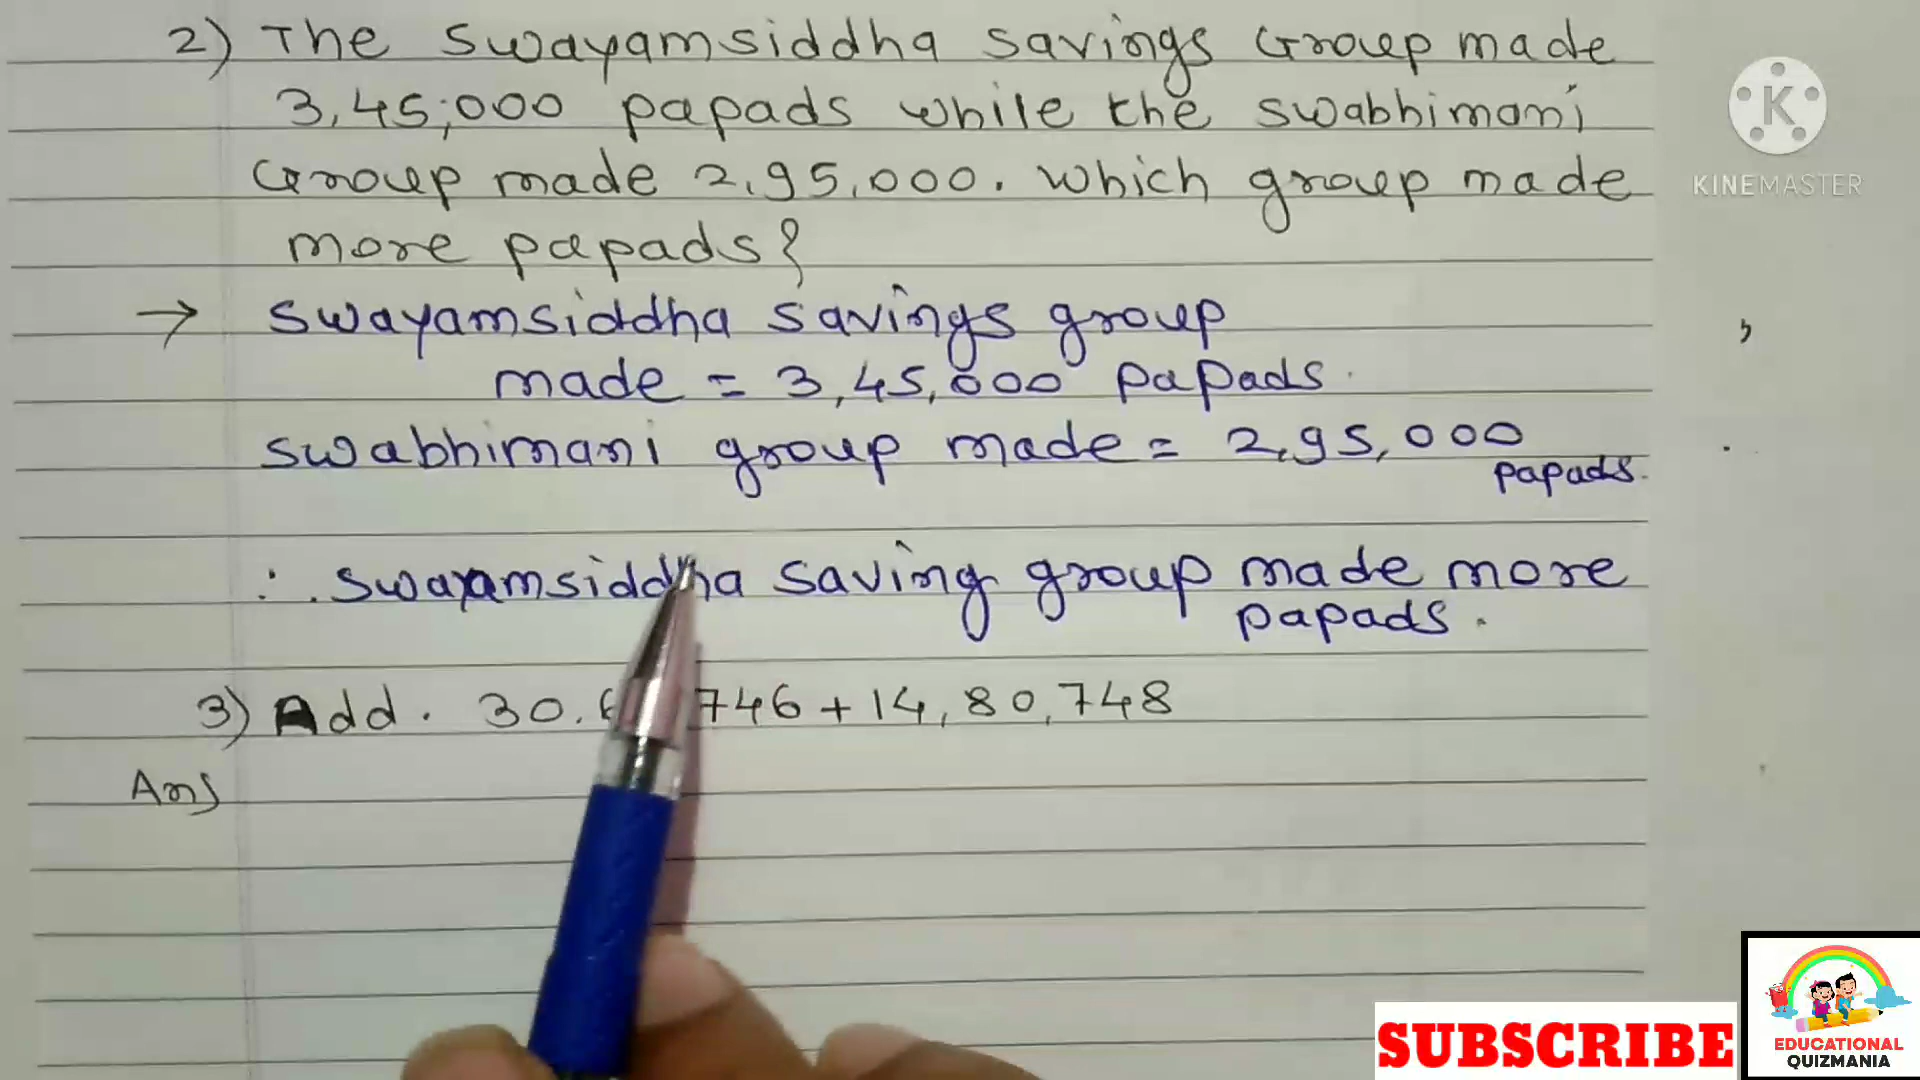 2) The Swayamsiddha savings Group made
3,45,000 papads while the swabhimani
Group made 2,95,000. Which group made
more papads?
→ Swayamsiddha savings group
made = 3,45,000 papads.
Swabhimani group made = 2,95,000
papads.
∴ Swayamsiddha saving group made more
papads.
3) Add. 30,6 746 + 14,80,748
Ans
KINEMASTER
SUBSCRIBE
EDUCATIONAL
QUIZMANIA